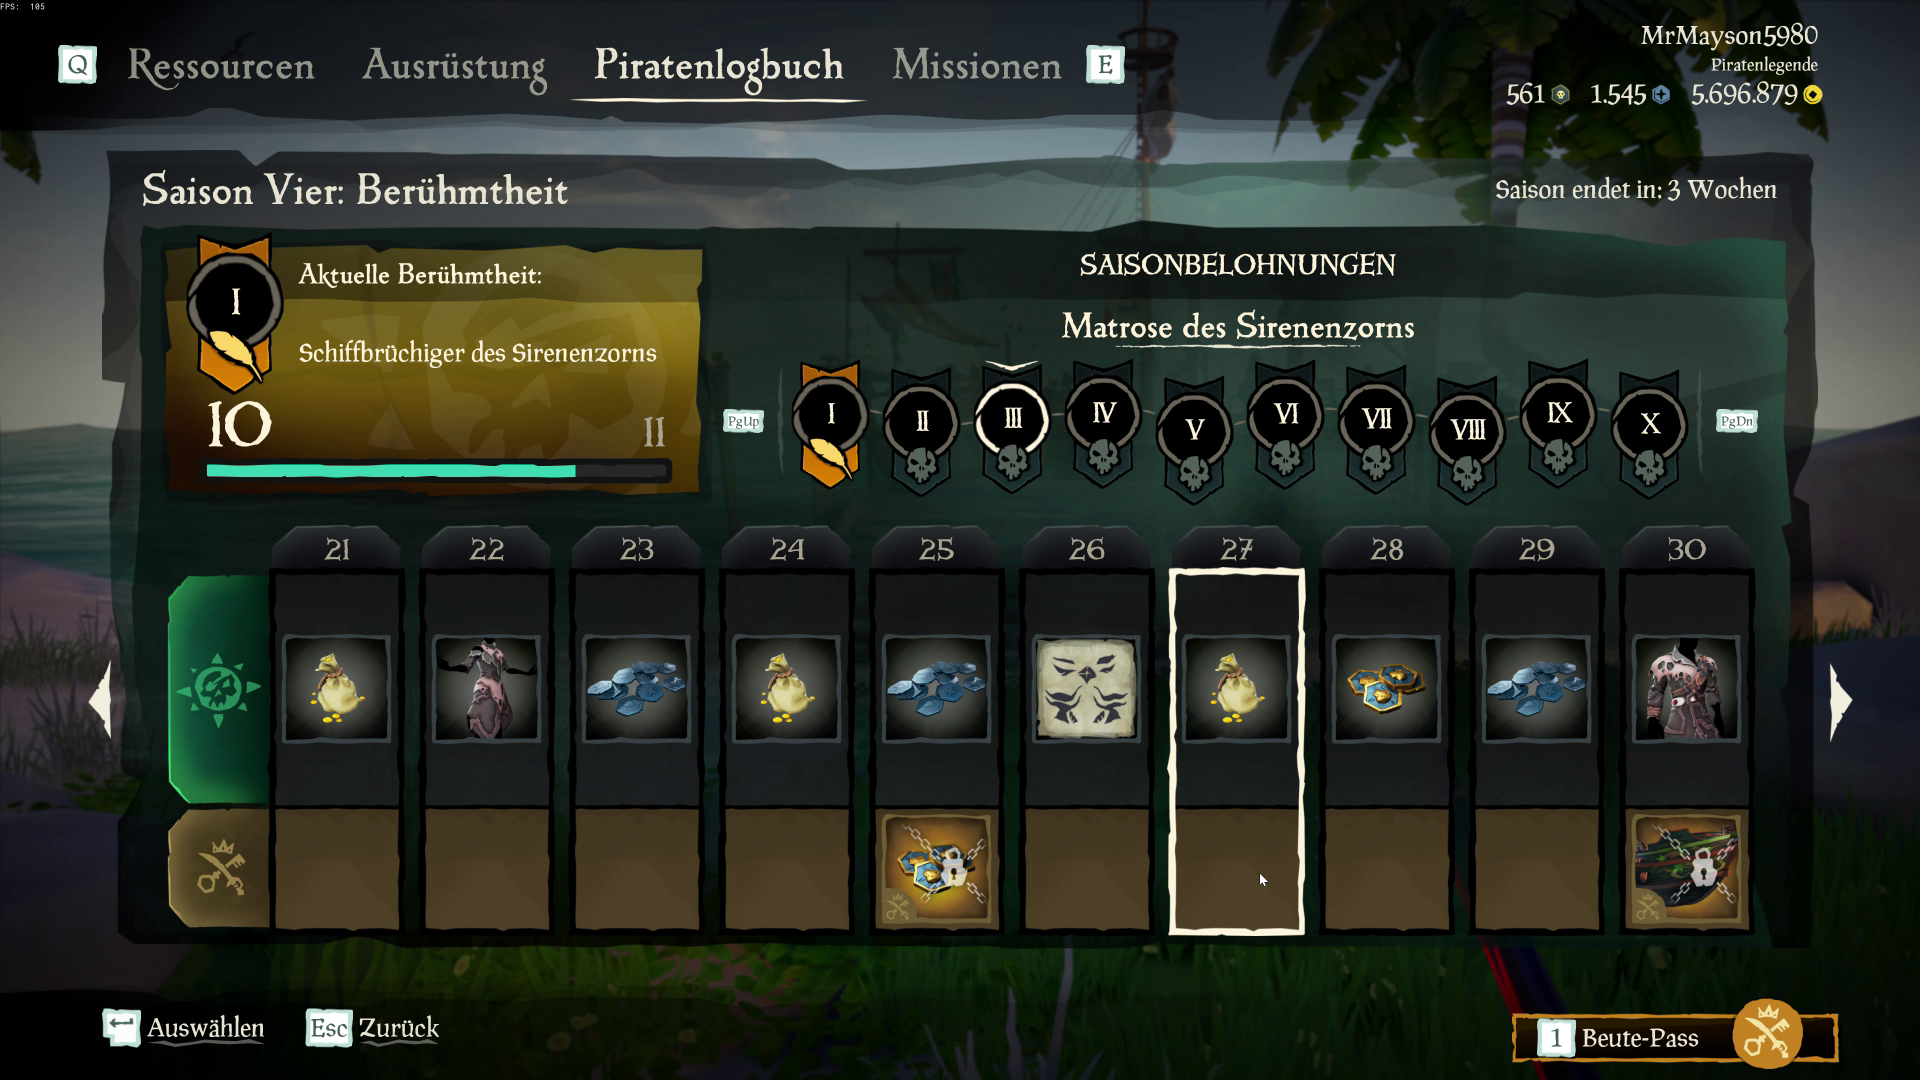 FPS: 105
Q Ressourcen Ausrüstung Piratenlogbuch Missionen E
MrMayson5980
Piratenlegende
561 1.545 5.696.879
Saison Vier: Berühmtheit
Saison endet in: 3 Wochen
I
Aktuelle Berühmtheit:
Schiffbrüchiger des Sirenenzorns
10 11
SAISONBELOHNUNGEN
Matrose des Sirenenzorns
PgUp I II III IV V VI VII VIII IX X PgDn
21 22 23 24 25 26 27 28 29 30
Auswählen Esc Zurück
1 Beute-Pass